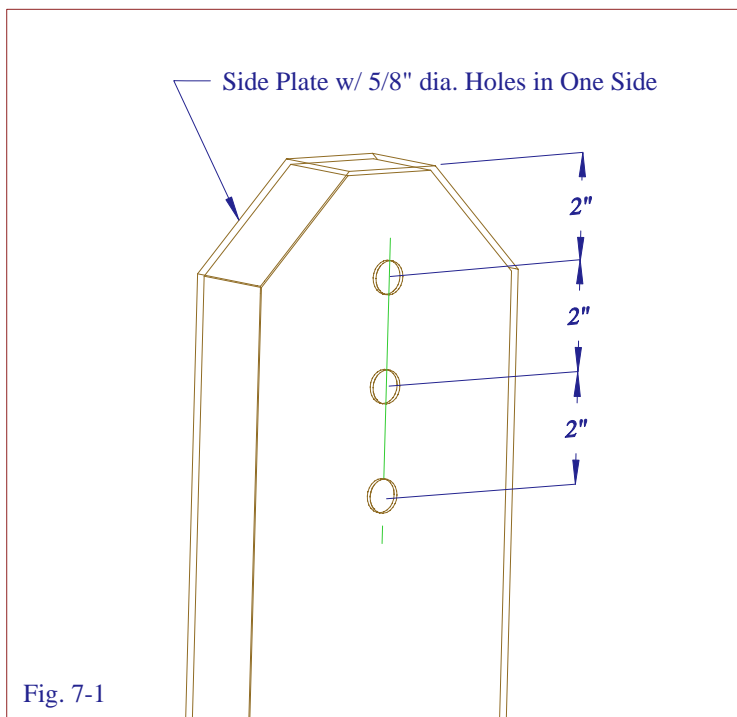 Side Plate w/ 5/8" dia. Holes in One Side
2"
2"
2"
Fig. 7-1